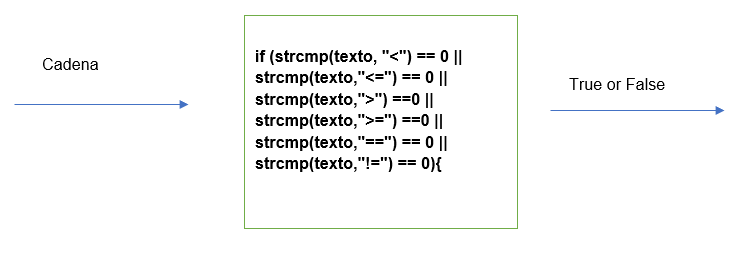 Cadena
if (strcmp(texto, "<") == 0 ||
strcmp(texto,"<=") == 0 ||
strcmp(texto,">") ==0 ||
strcmp(texto,">=") ==0 ||
strcmp(texto,"==") == 0 ||
strcmp(texto,"!=") == 0){
True or False